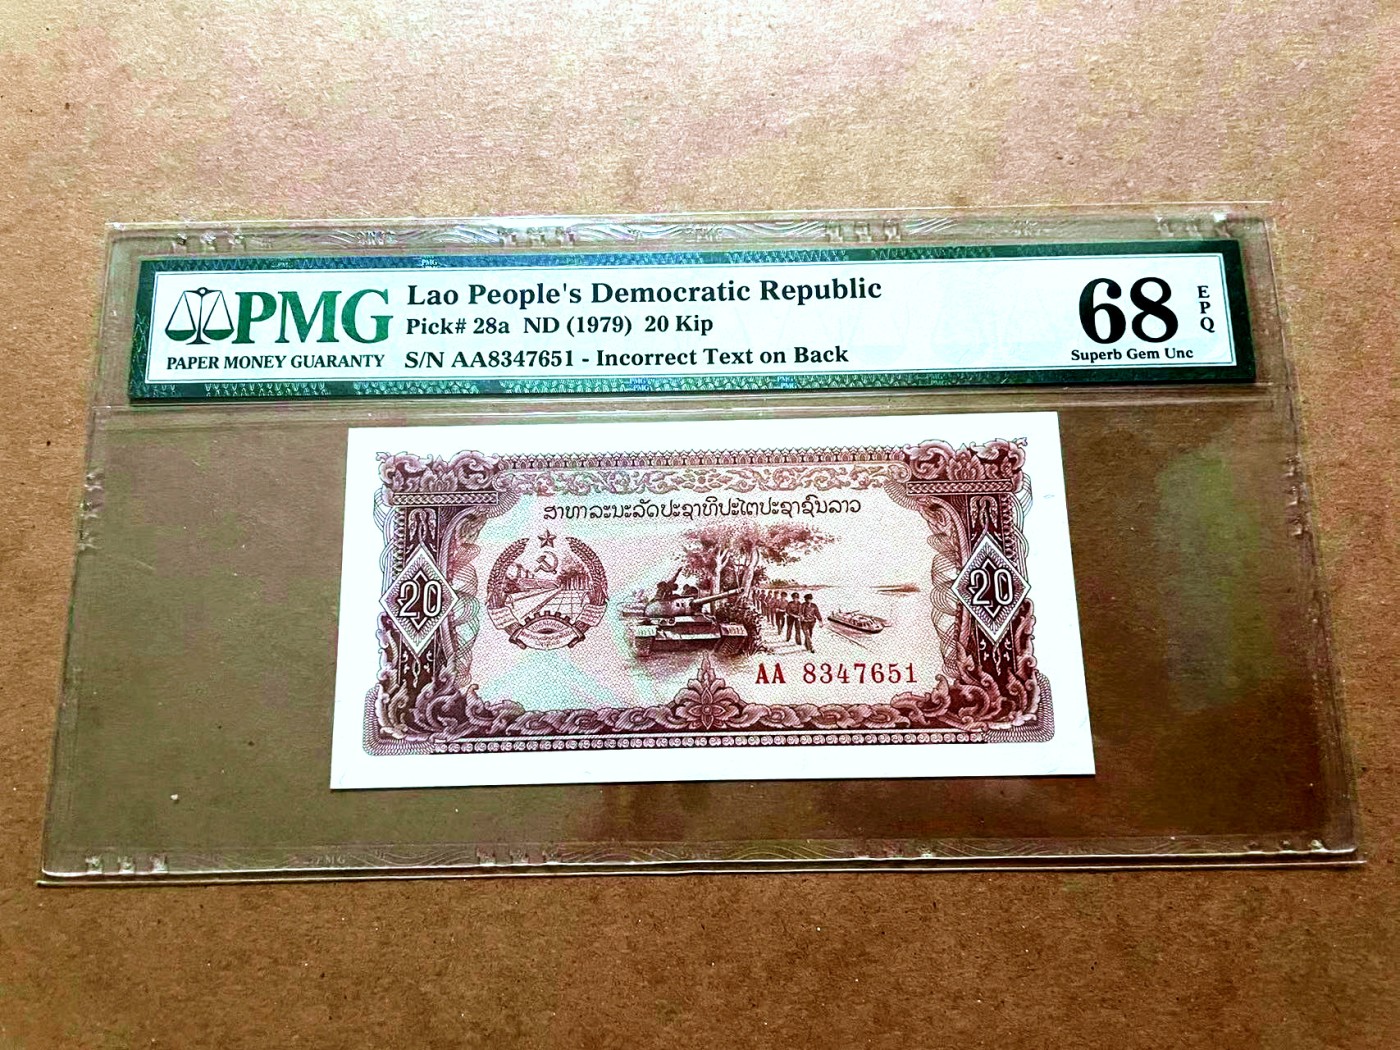 PMG
PAPER MONEY GUARANTY
Lao People's Democratic Republic
Pick# 28a ND (1979) 20 Kip
S/N AA8347651 - Incorrect Text on Back
68
EPQ
Superb Gem Unc
ສາທາລະນະລັດປະຊາທິປະໄຕປະຊາຊົນລາວ
20
20
AA 8347651